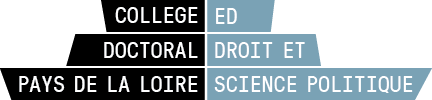 COLLEGE ED
DOCTORAL DROIT ET
PAYS DE LA LOIRE SCIENCE POLITIQUE